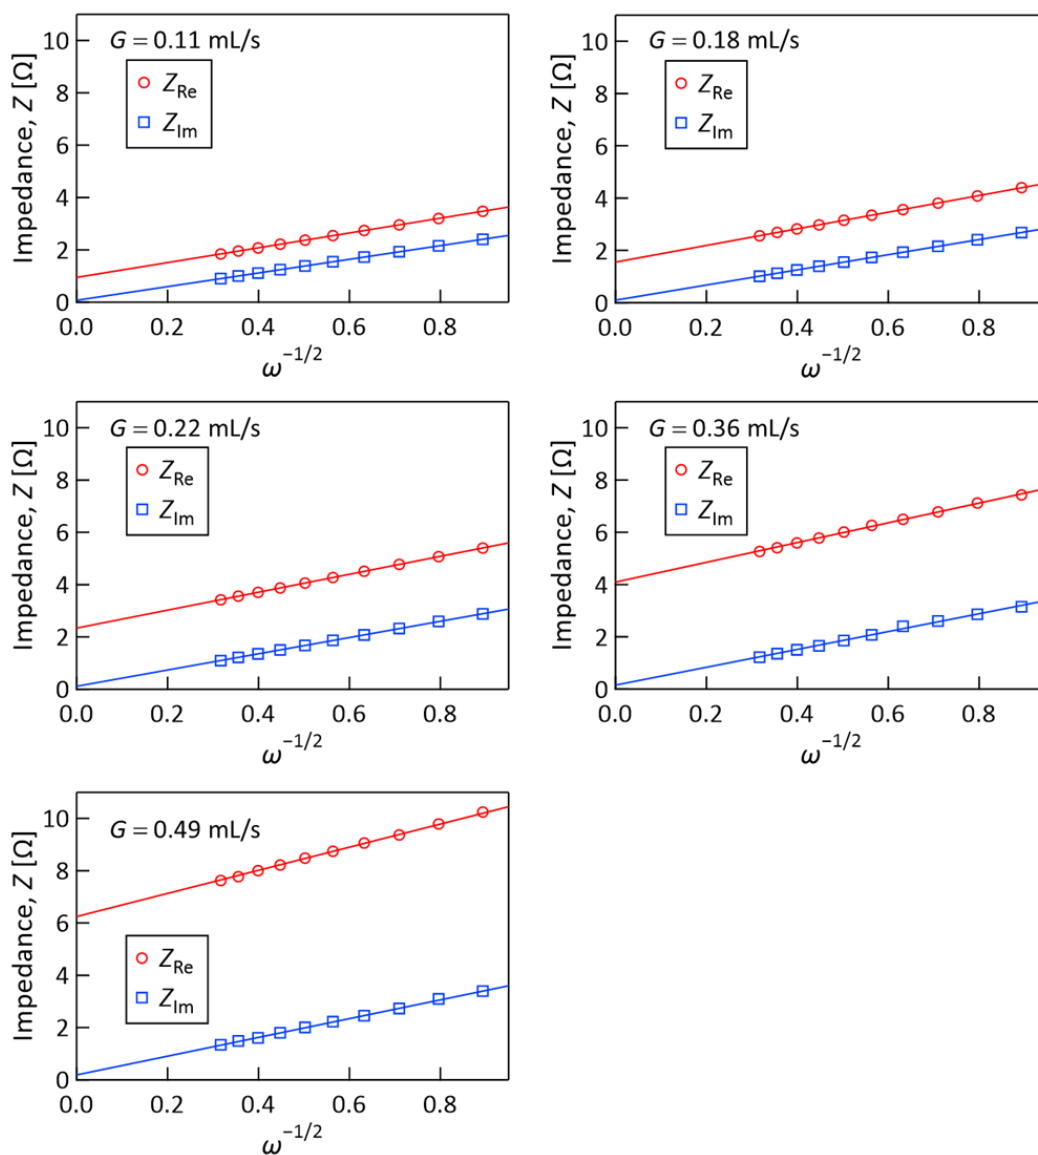 G = 0.11 mL/s
Z_Re
Z_Im
Impedance, Z [Ω]
10
8
6
4
2
0
0.0 0.2 0.4 0.6 0.8
ω^−1/2
G = 0.18 mL/s
Z_Re
Z_Im
Impedance, Z [Ω]
10
8
6
4
2
0
0.0 0.2 0.4 0.6 0.8
ω^−1/2
G = 0.22 mL/s
Z_Re
Z_Im
Impedance, Z [Ω]
10
8
6
4
2
0
0.0 0.2 0.4 0.6 0.8
ω^−1/2
G = 0.36 mL/s
Z_Re
Z_Im
Impedance, Z [Ω]
10
8
6
4
2
0
0.0 0.2 0.4 0.6 0.8
ω^−1/2
G = 0.49 mL/s
Z_Re
Z_Im
Impedance, Z [Ω]
10
8
6
4
2
0
0.0 0.2 0.4 0.6 0.8
ω^−1/2